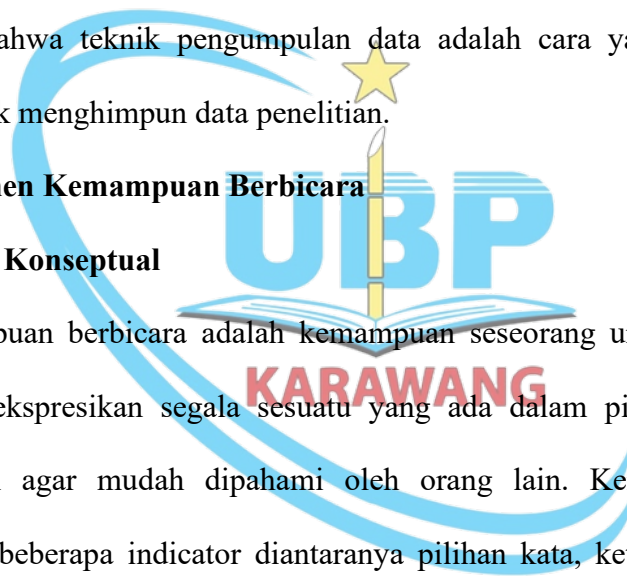 ahwa teknik pengumpulan data adalah cara ya
k menghimpun data penelitian.
en Kemampuan Berbicara
Konseptual
UBP
puan berbicara adalah kemampuan seseorang u
KARAWANG
ekspresikan segala sesuatu yang ada dalam pi
agar mudah dipahami oleh orang lain. Ke
beberapa indicator diantaranya pilihan kata, ke